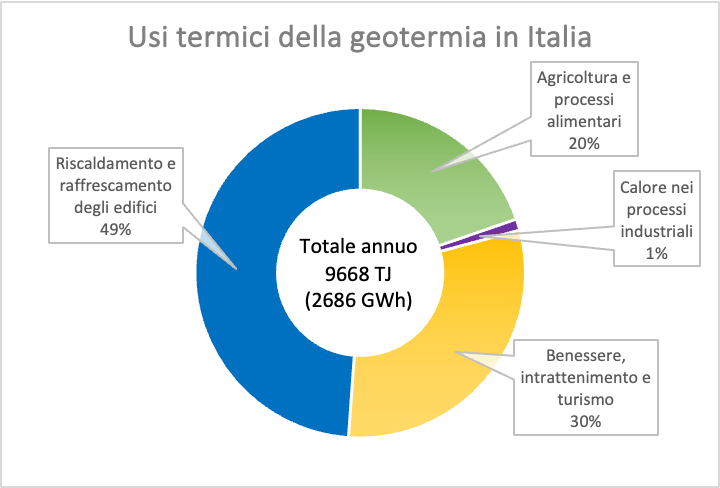 Usi termici della geotermia in Italia
Agricoltura e
processi
alimentari
20%
Riscaldamento e
raffrescamento
degli edifici
49%
Calore nei
processi
industriali
1%
Totale annuo
9668 TJ
(2686 GWh)
Benessere,
intrattenimento e
turismo
30%